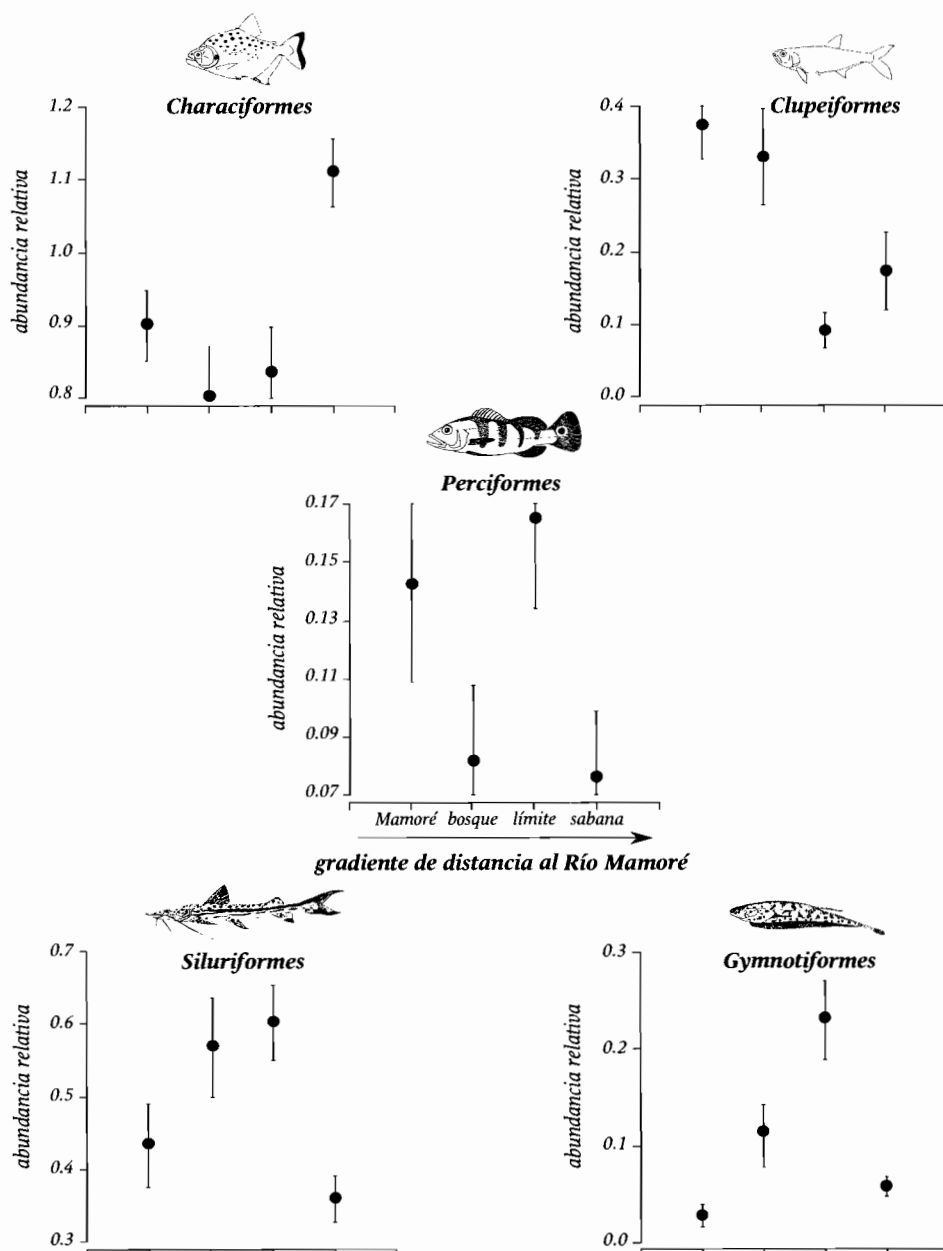 Characiformes
1.2
1.1
1.0
0.9
0.8
abundancia relativa
Clupeiformes
0.4
0.3
0.2
0.1
0.0
abundancia relativa
Perciformes
0.17
0.15
0.13
0.11
0.09
0.07
abundancia relativa
Mamoré bosque límite sabana
gradiente de distancia al Río Mamoré
Siluriformes
0.7
0.6
0.5
0.4
0.3
abundancia relativa
Gymnotiformes
0.3
0.2
0.1
0.0
abundancia relativa